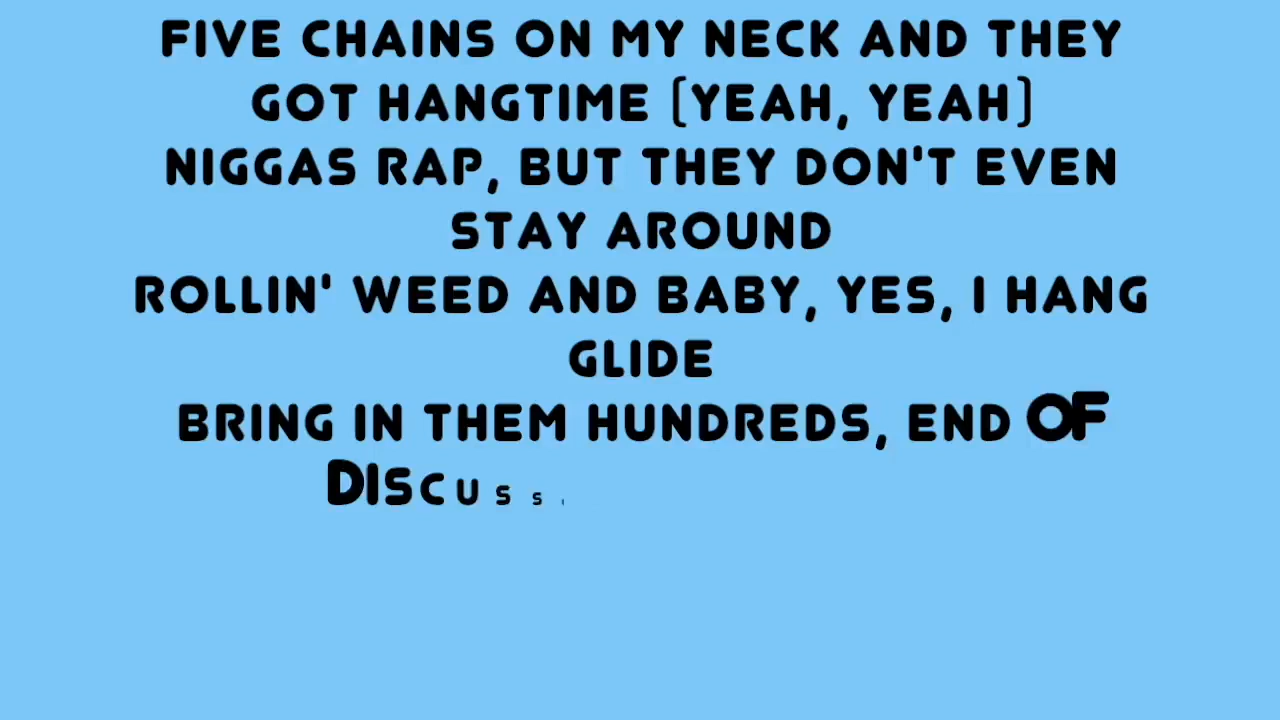 FIVE CHAINS ON MY NECK AND THEY
GOT HANGTIME (YEAH, YEAH)
NIGGAS RAP, BUT THEY DON'T EVEN
STAY AROUND
ROLLIN' WEED AND BABY, YES, I HANG
GLIDE
BRING IN THEM HUNDREDS, END OF
DISCUSS